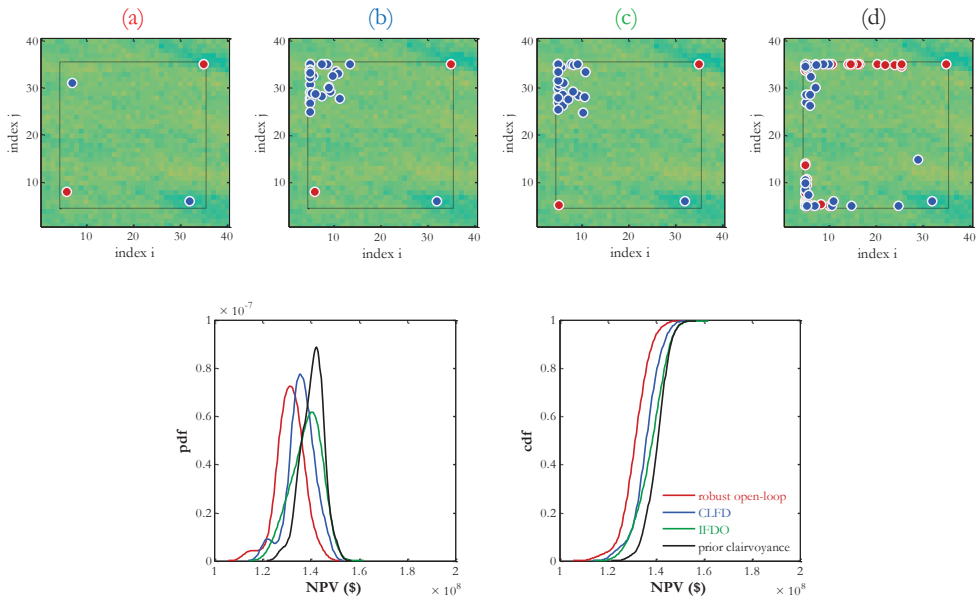 (a) (b) (c) (d)
40 40 40 40
30 30 30 30
20 20 20 20
10 10 10 10
index j index j index j index j
10 20 30 40 10 20 30 40 10 20 30 40 10 20 30 40
index i index i index i index i
× 10-7
1 1
0.8 0.8
0.6 0.6
0.4 0.4
0.2 0.2
0 0
pdf cdf
robust open-loop
CLFD
IFDO
prior clairvoyance
1 1.2 1.4 1.6 1.8 2 1 1.2 1.4 1.6 1.8 2
NPV ($) × 108 NPV ($) × 108